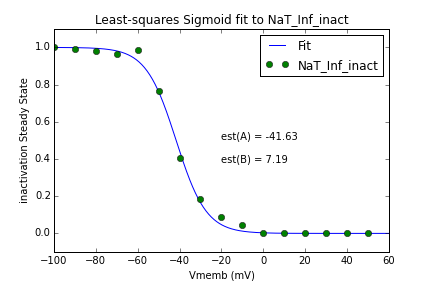 Least-squares Sigmoid fit to NaT_Inf_inact
inactivation Steady State
1.0
0.8
0.6
0.4
0.2
0.0
Fit
NaT_Inf_inact
est(A) = -41.63
est(B) = 7.19
−100 −80 −60 −40 −20 0 20 40 60
Vmemb (mV)